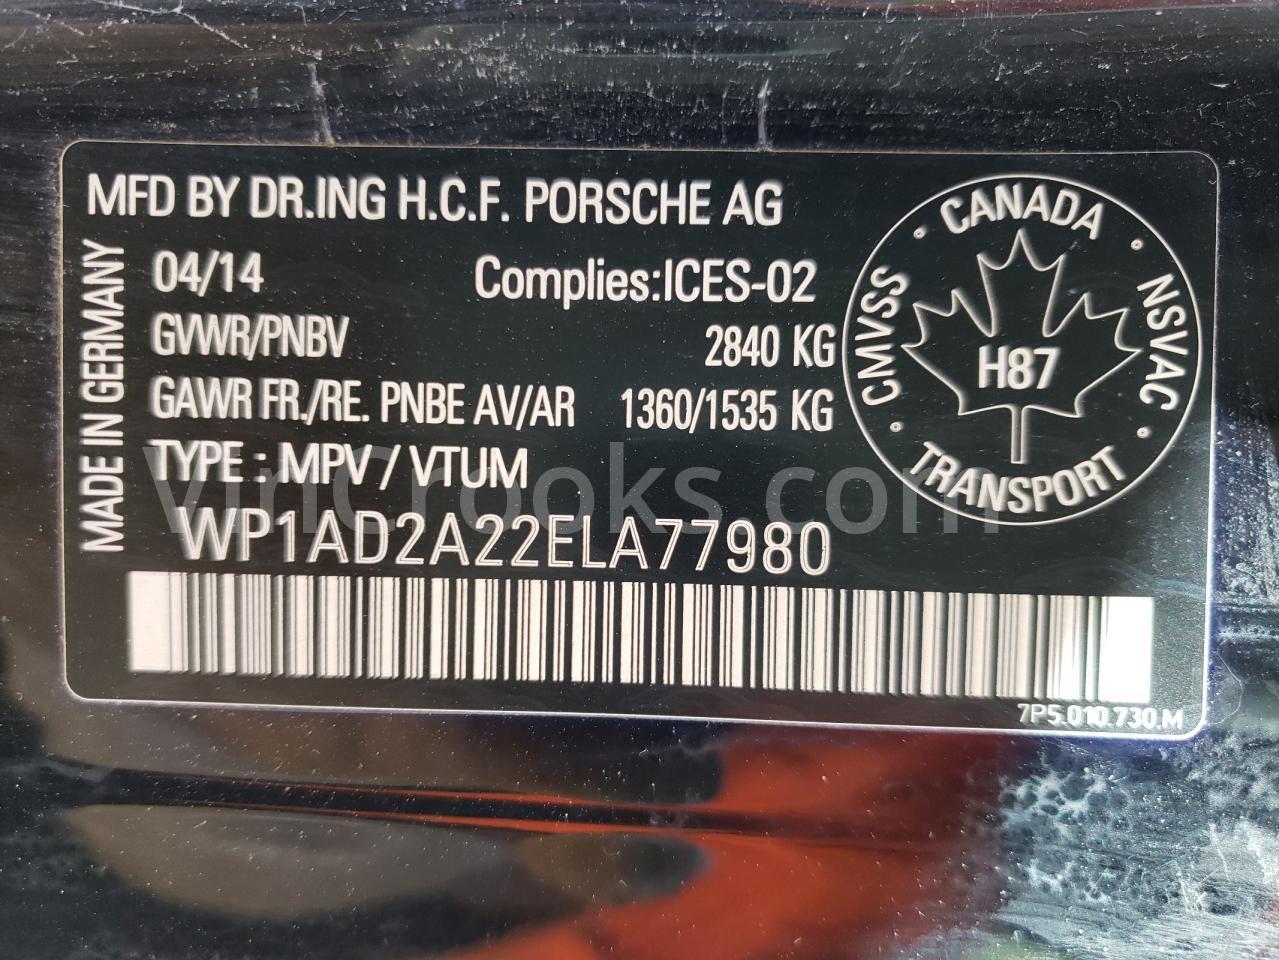 MFD BY DR.ING H.C.F. PORSCHE AG
MADE IN GERMANY
04/14 Complies:ICES-02
GVWR/PNBV 2840 KG
GAWR FR./RE. PNBE AV/AR 1360/1535 KG
TYPE : MPV / VTUM
WP1AD2A22ELA77980
CANADA
CMVSS
NSVAC
H87
TRANSPORT
7P5.010.730.M
VinCrooks.com